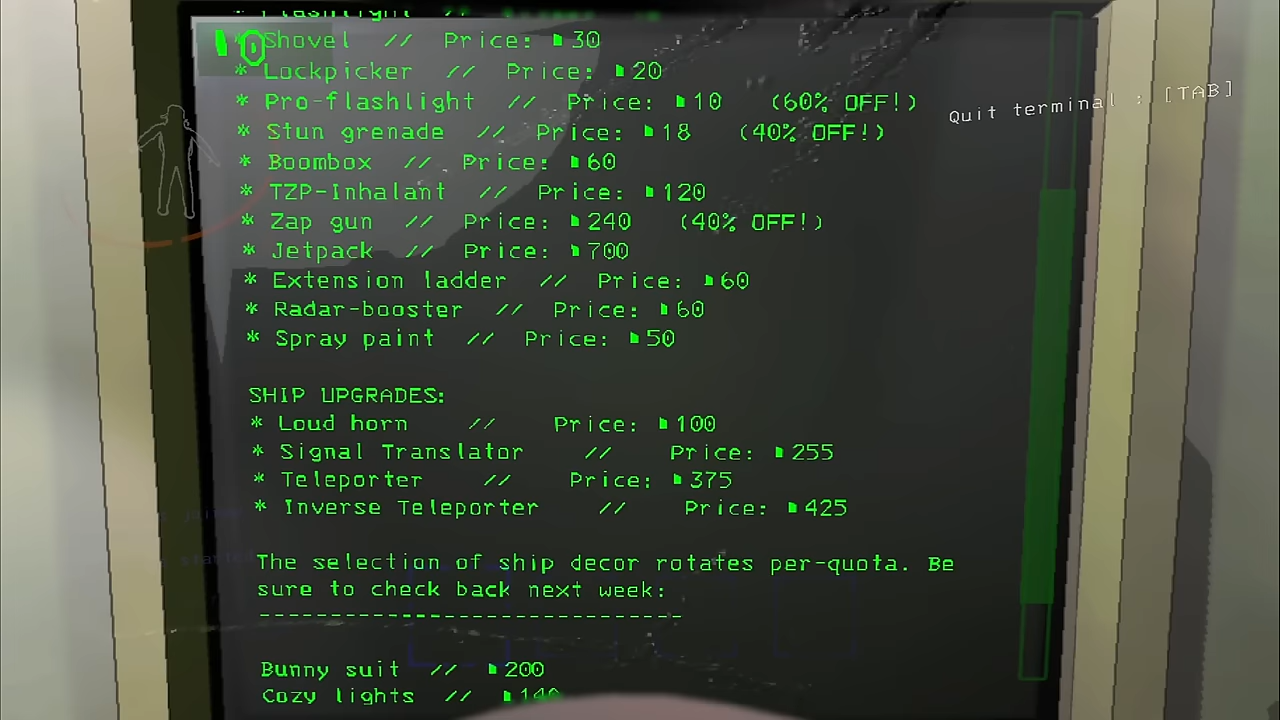 * Flashlight //
▮0
* Shovel // Price: ▮30
* Lockpicker // Price: ▮20
* Pro-flashlight // Price: ▮10 (60% OFF!)
* Stun grenade // Price: ▮18 (40% OFF!)
* Boombox // Price: ▮60
* TZP-Inhalant // Price: ▮120
* Zap gun // Price: ▮240 (40% OFF!)
* Jetpack // Price: ▮700
* Extension ladder // Price: ▮60
* Radar-booster // Price: ▮60
* Spray paint // Price: ▮50
Quit terminal : [TAB]
SHIP UPGRADES:
* Loud horn // Price: ▮100
* Signal Translator // Price: ▮255
* Teleporter // Price: ▮375
* Inverse Teleporter // Price: ▮425
The selection of ship decor rotates per-quota. Be
sure to check back next week:
------------------------------
Bunny suit // ▮200
Cozy lights // ▮140